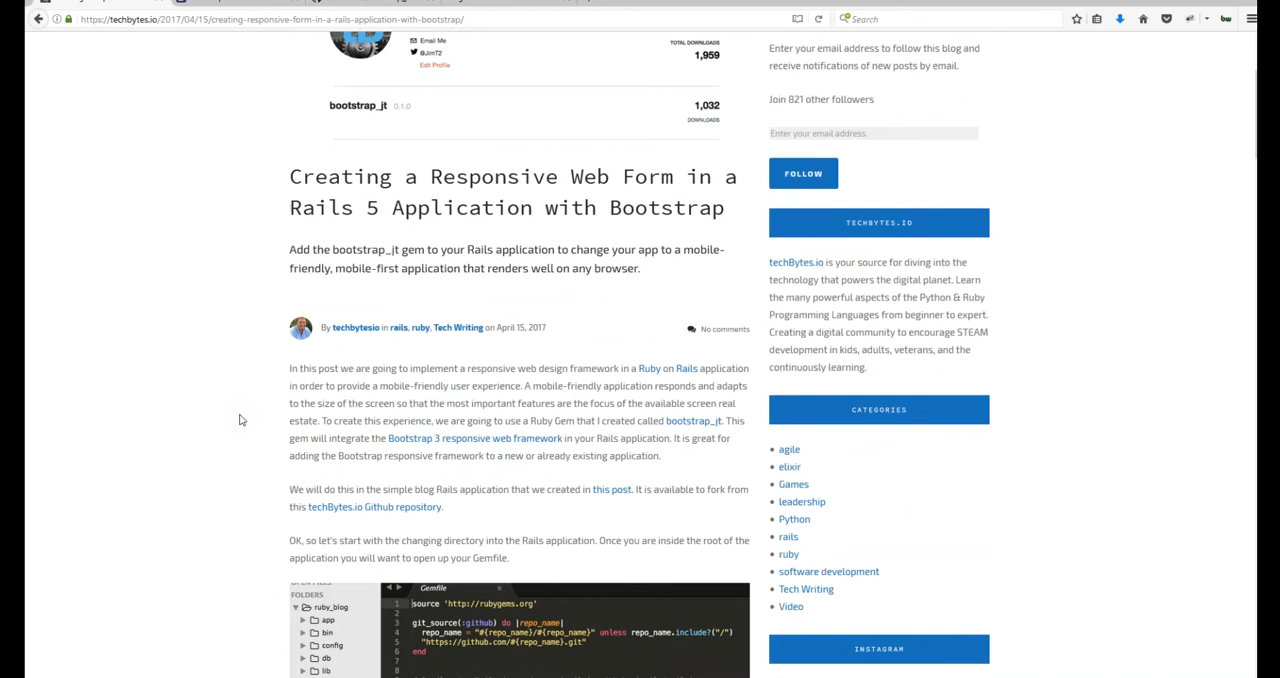 https://techbytes.io/2017/04/15/creating-responsive-form-in-a-rails-application-with-bootstrap/
Search
Email Me
@JimT2
Edit Profile
TOTAL DOWNLOADS
1,959
bootstrap_jt 0.1.0
1,032
DOWNLOADS
Creating a Responsive Web Form in a
Rails 5 Application with Bootstrap
Add the bootstrap_jt gem to your Rails application to change your app to a mobile-
friendly, mobile-first application that renders well on any browser.
By techbytesio in rails, ruby, Tech Writing on April 15, 2017
No comments
In this post we are going to implement a responsive web design framework in a Ruby on Rails application
in order to provide a mobile-friendly user experience. A mobile-friendly application responds and adapts
to the size of the screen so that the most important features are the focus of the available screen real
estate. To create this experience, we are going to use a Ruby Gem that I created called bootstrap_jt. This
gem will integrate the Bootstrap 3 responsive web framework in your Rails application. It is great for
adding the Bootstrap responsive framework to a new or already existing application.
We will do this in the simple blog Rails application that we created in this post. It is available to fork from
this techBytes.io Github repository.
OK, so let's start with the changing directory into the Rails application. Once you are inside the root of the
application you will want to open up your Gemfile.
FOLDERS
ruby_blog
app
bin
config
db
lib
Gemfile
1 source 'http://rubygems.org'
2
3 git_source(:github) do |repo_name|
4 repo_name = "#{repo_name}/#{repo_name}" unless repo_name.include?("/")
5 "https://github.com/#{repo_name}.git"
6 end
7
8
Enter your email address to follow this blog and
receive notifications of new posts by email.
Join 821 other followers
Enter your email address
FOLLOW
TECHBYTES.IO
techBytes.io is your source for diving into the
technology that powers the digital planet. Learn
the many powerful aspects of the Python & Ruby
Programming Languages from beginner to expert.
Creating a digital community to encourage STEAM
development in kids, adults, veterans, and the
continuously learning.
CATEGORIES
agile
elixir
Games
leadership
Python
rails
ruby
software development
Tech Writing
Video
INSTAGRAM